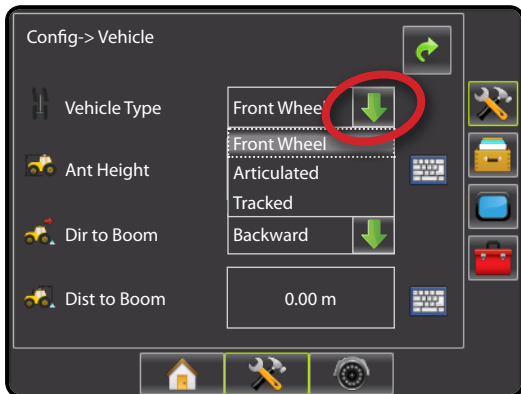 Config-> Vehicle
Vehicle Type
Front Wheel
Front Wheel
Ant Height
Articulated
Tracked
Dir to Boom
Backward
Dist to Boom
0.00 m